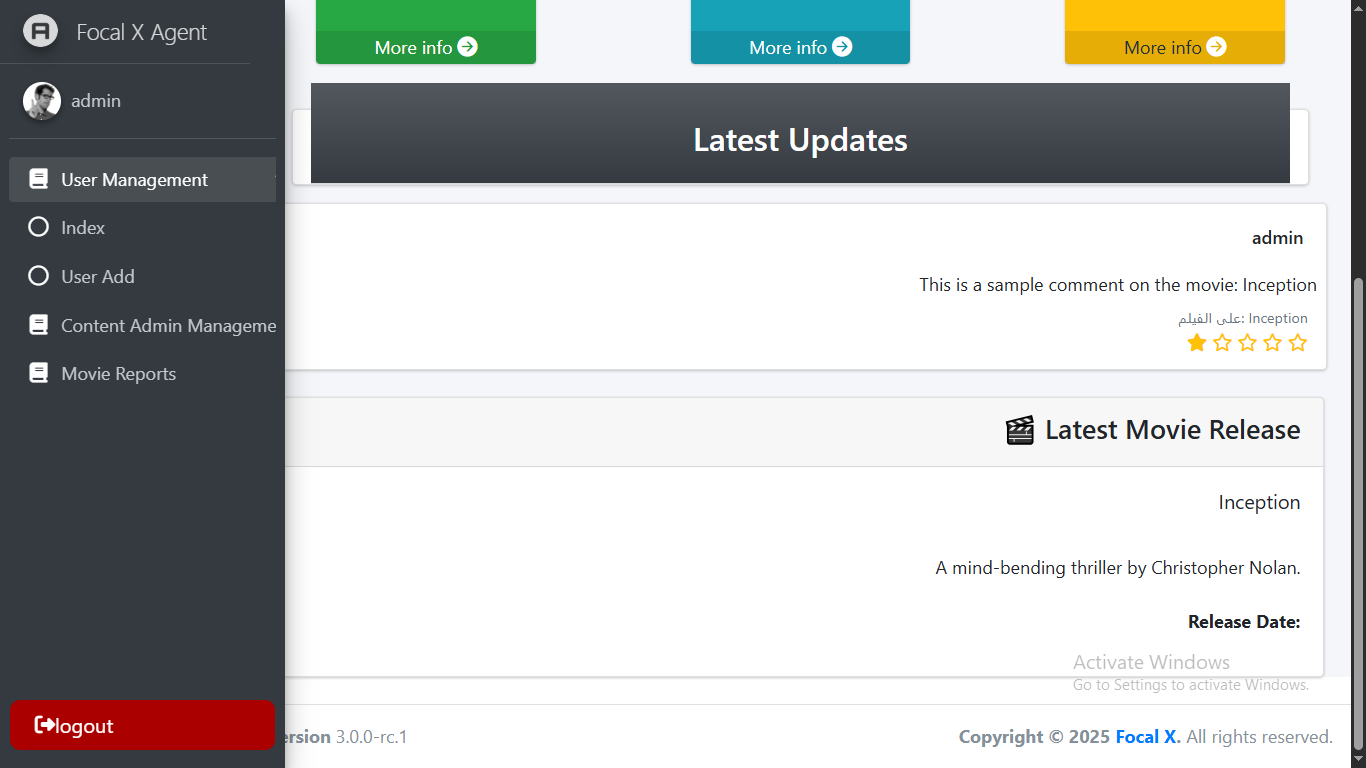 Focal X Agent
admin
User Management
Index
User Add
Content Admin Manageme
Movie Reports
logout
More info
More info
More info
Latest Updates
admin
This is a sample comment on the movie: Inception
على الفيلم: Inception
Latest Movie Release
Inception
A mind-bending thriller by Christopher Nolan.
Release Date:
Activate Windows
Go to Settings to activate Windows.
ersion 3.0.0-rc.1
Copyright © 2025 Focal X. All rights reserved.